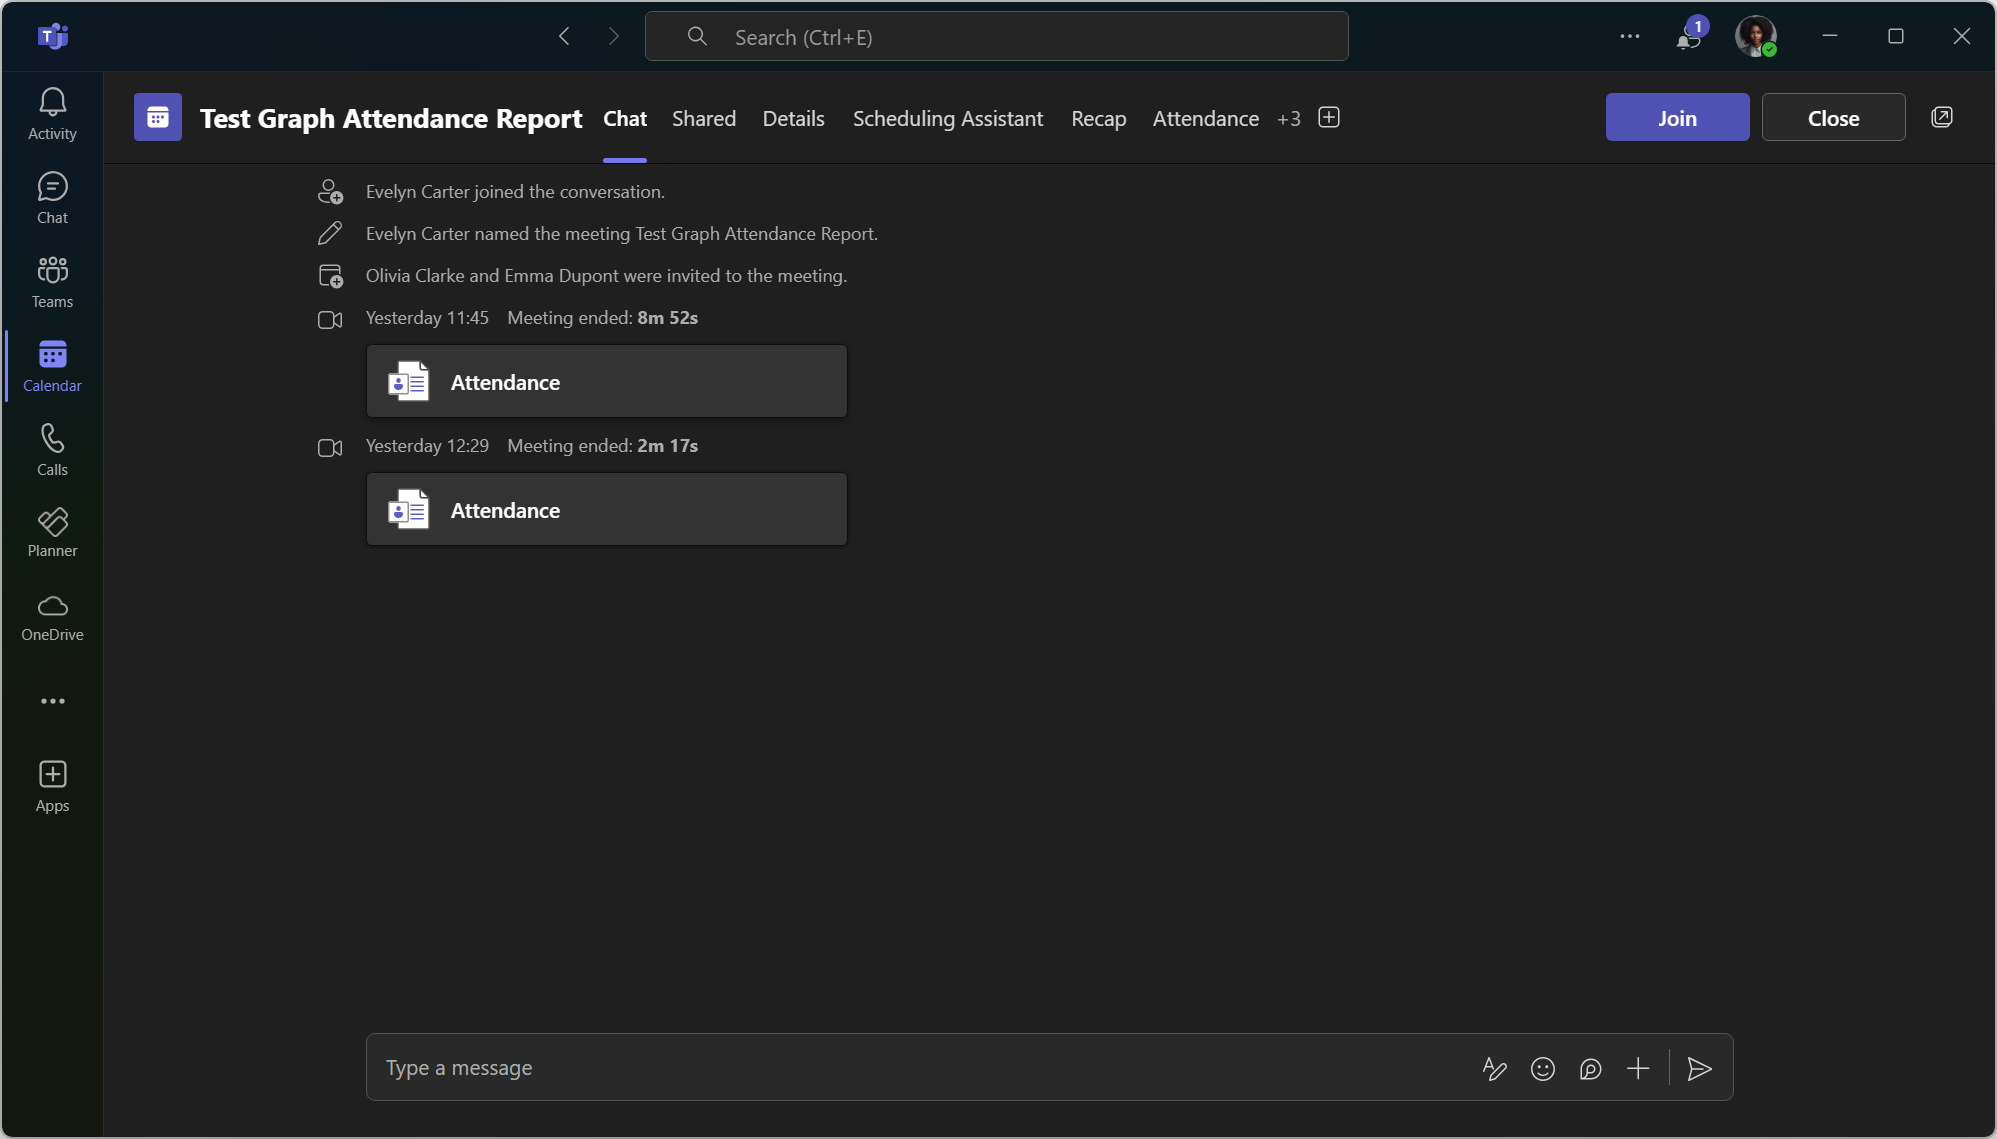 T
Search (Ctrl+E)
1
Activity
Chat
Teams
Calendar
Calls
Planner
OneDrive
Apps
Test Graph Attendance Report
Chat
Shared
Details
Scheduling Assistant
Recap
Attendance
+3
Join
Close
Evelyn Carter joined the conversation.
Evelyn Carter named the meeting Test Graph Attendance Report.
Olivia Clarke and Emma Dupont were invited to the meeting.
Yesterday 11:45 Meeting ended: 8m 52s
Attendance
Yesterday 12:29 Meeting ended: 2m 17s
Attendance
Type a message